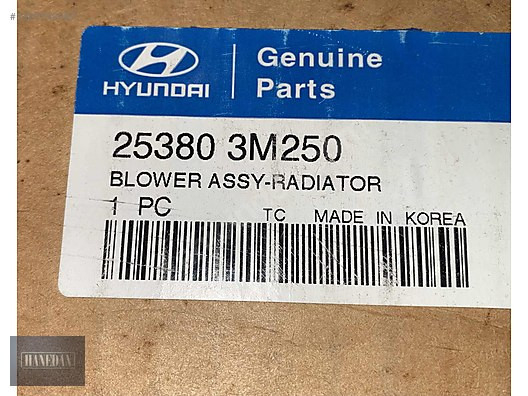 HYUNDAI
Genuine
Parts
25380 3M250
BLOWER ASSY-RADIATOR
1 PC TC MADE IN KOREA
HANEDAN